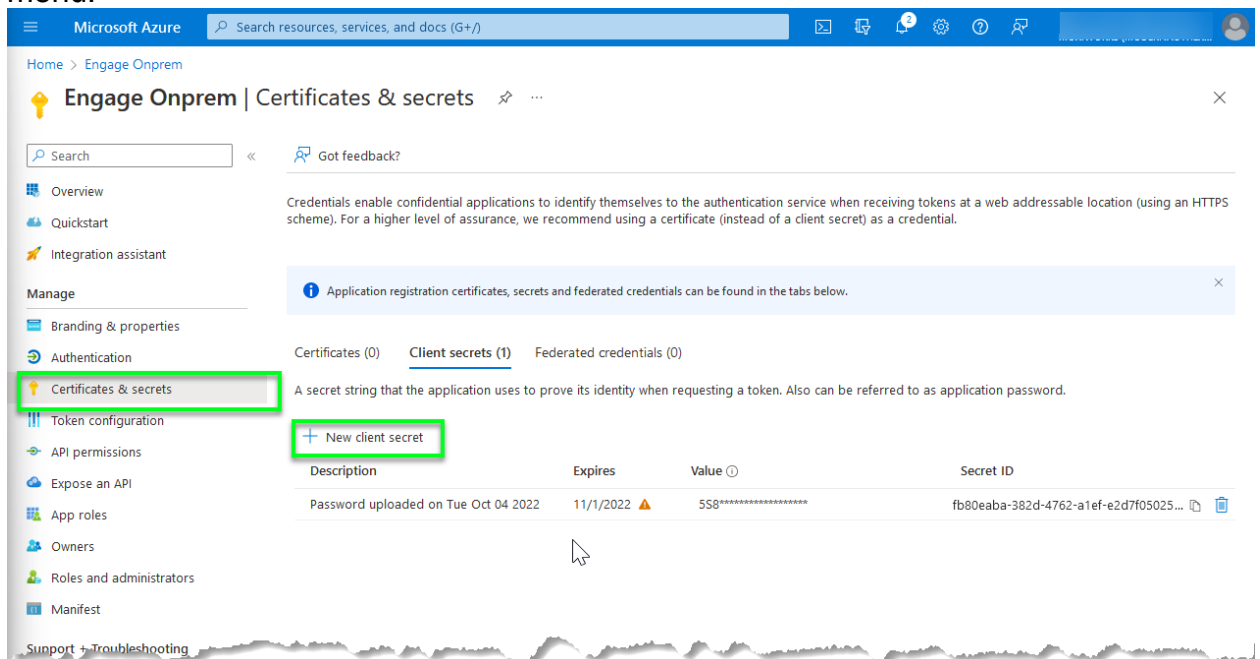 menu.
Microsoft Azure
Search resources, services, and docs (G+/)
2
Home > Engage Onprem
Engage Onprem | Certificates & secrets
Search
Got feedback?
Overview
Quickstart
Integration assistant
Credentials enable confidential applications to identify themselves to the authentication service when receiving tokens at a web addressable location (using an HTTPS
scheme). For a higher level of assurance, we recommend using a certificate (instead of a client secret) as a credential.
Application registration certificates, secrets and federated credentials can be found in the tabs below.
Manage
Branding & properties
Authentication
Certificates & secrets
Token configuration
API permissions
Expose an API
App roles
Owners
Roles and administrators
Manifest
Support + Troubleshooting
Certificates (0) Client secrets (1) Federated credentials (0)
A secret string that the application uses to prove its identity when requesting a token. Also can be referred to as application password.
+ New client secret
Description Expires Value Secret ID
Password uploaded on Tue Oct 04 2022 11/1/2022 5S8****************** fb80eaba-382d-4762-a1ef-e2d7f05025...